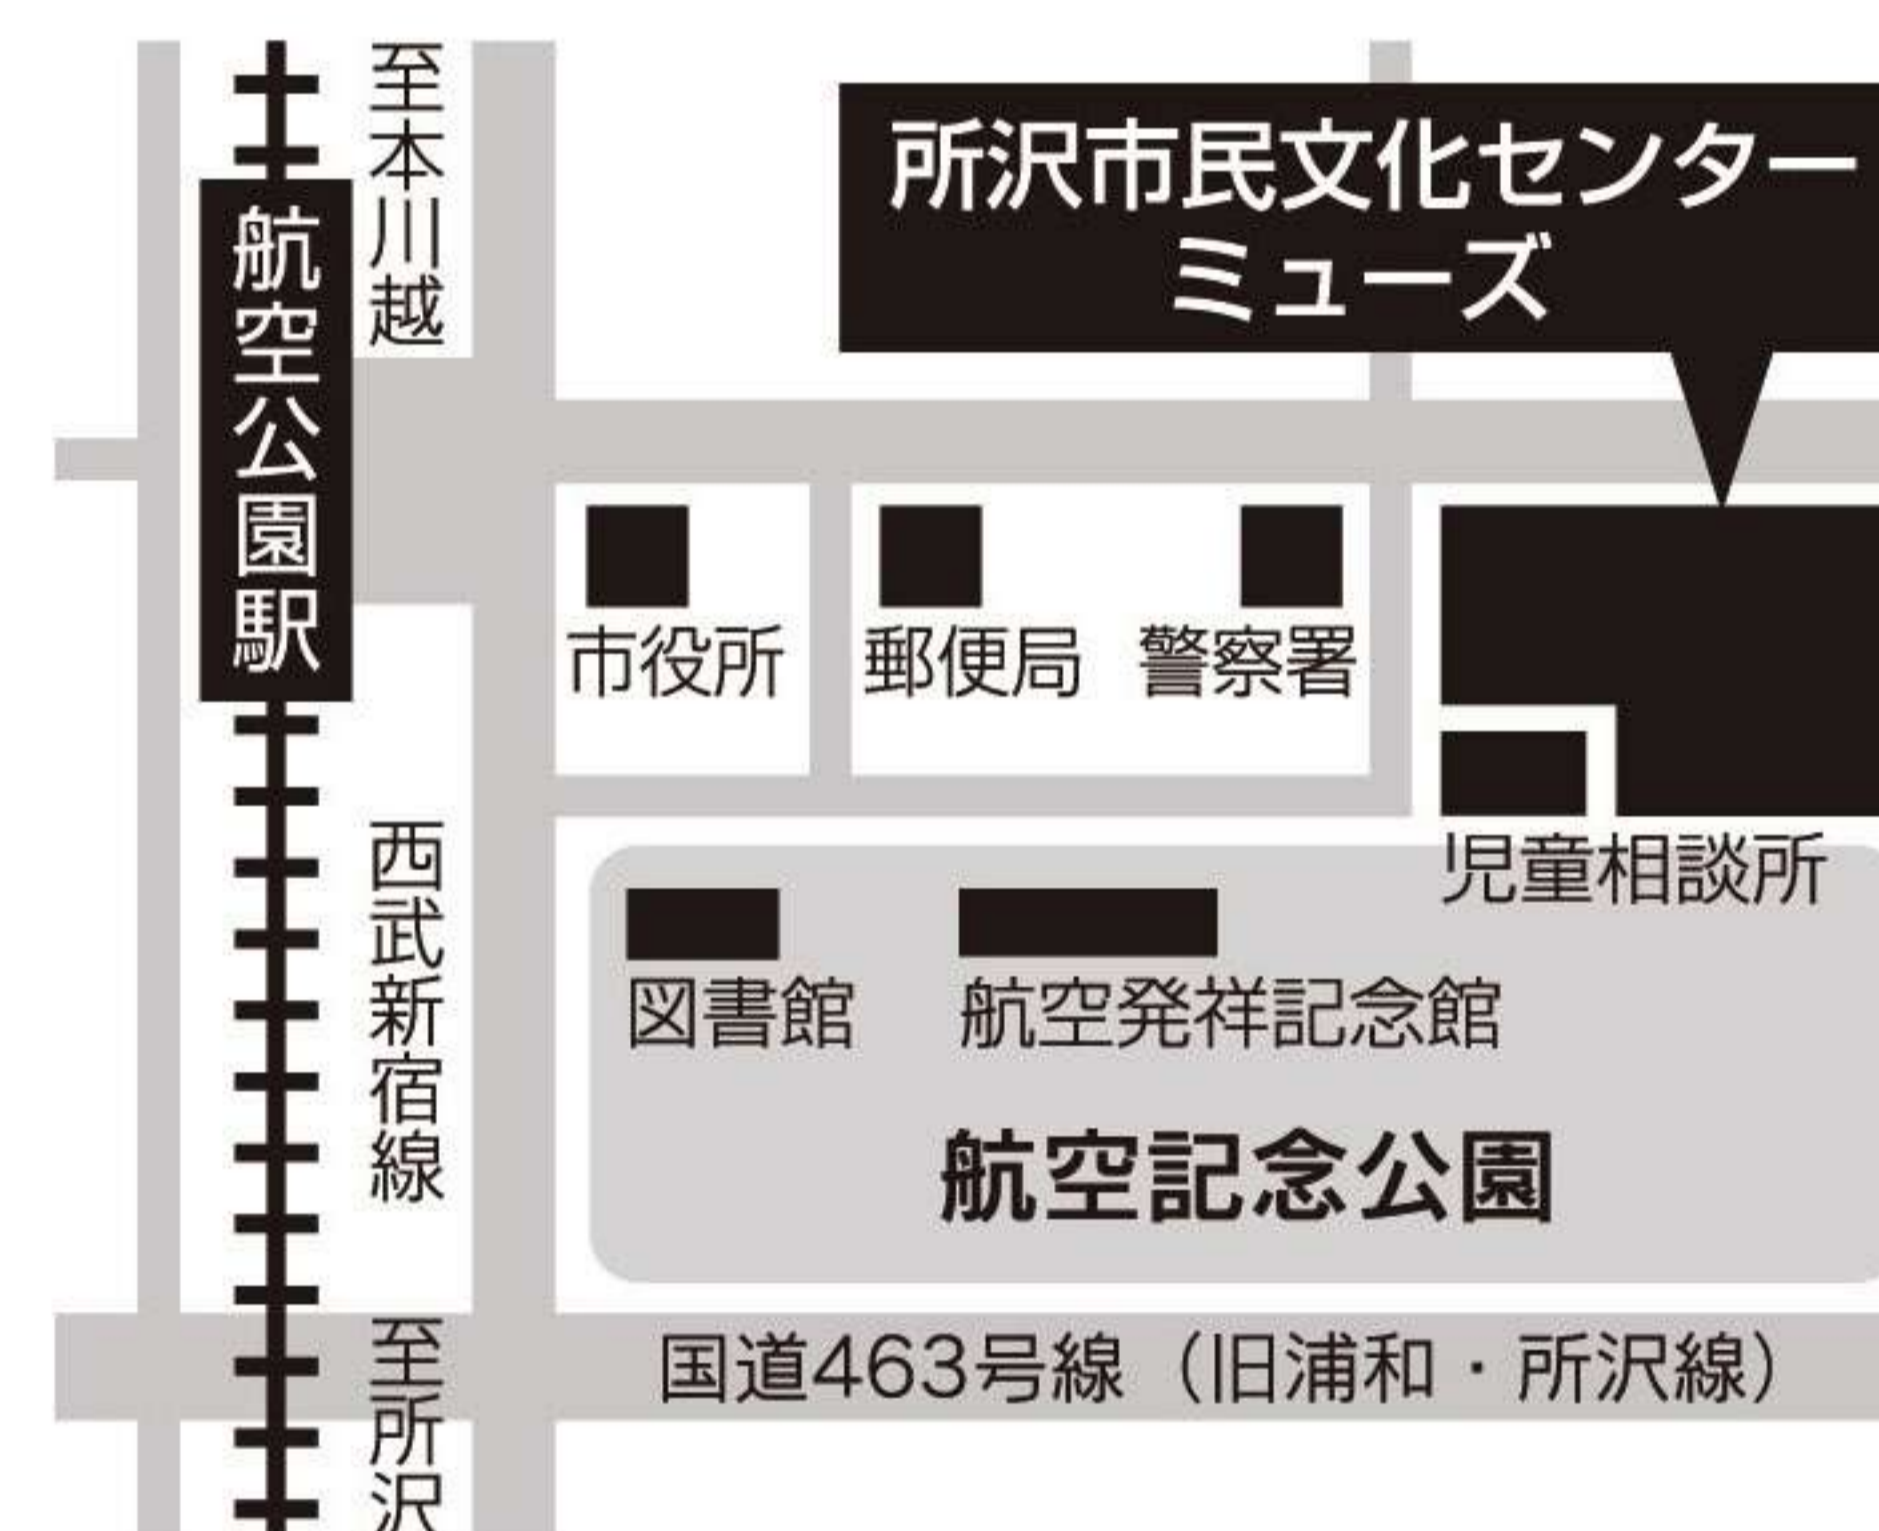 至本川越
所沢市民文化センター
ミューズ
航空公園駅
市役所
郵便局
警察署
児童相談所
西武新宿線
図書館
航空発祥記念館
航空記念公園
国道463号線（旧浦和・所沢線）
至所沢